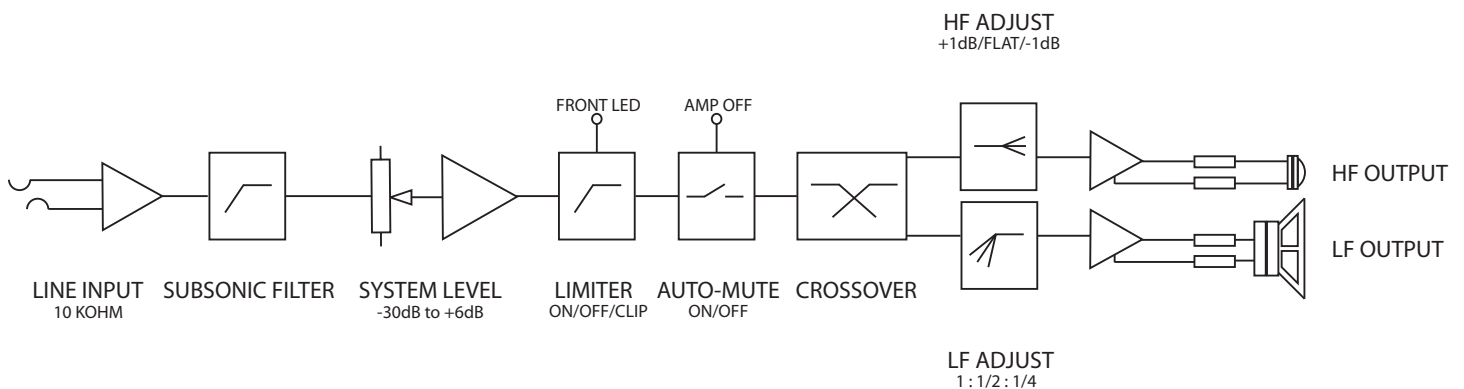 HF ADJUST
+1dB/FLAT/-1dB
FRONT LED
AMP OFF
HF OUTPUT
LF OUTPUT
LINE INPUT
10 KOHM
SUBSONIC FILTER
SYSTEM LEVEL
-30dB to +6dB
LIMITER
ON/OFF/CLIP
AUTO-MUTE
ON/OFF
CROSSOVER
LF ADJUST
1 : 1/2 : 1/4